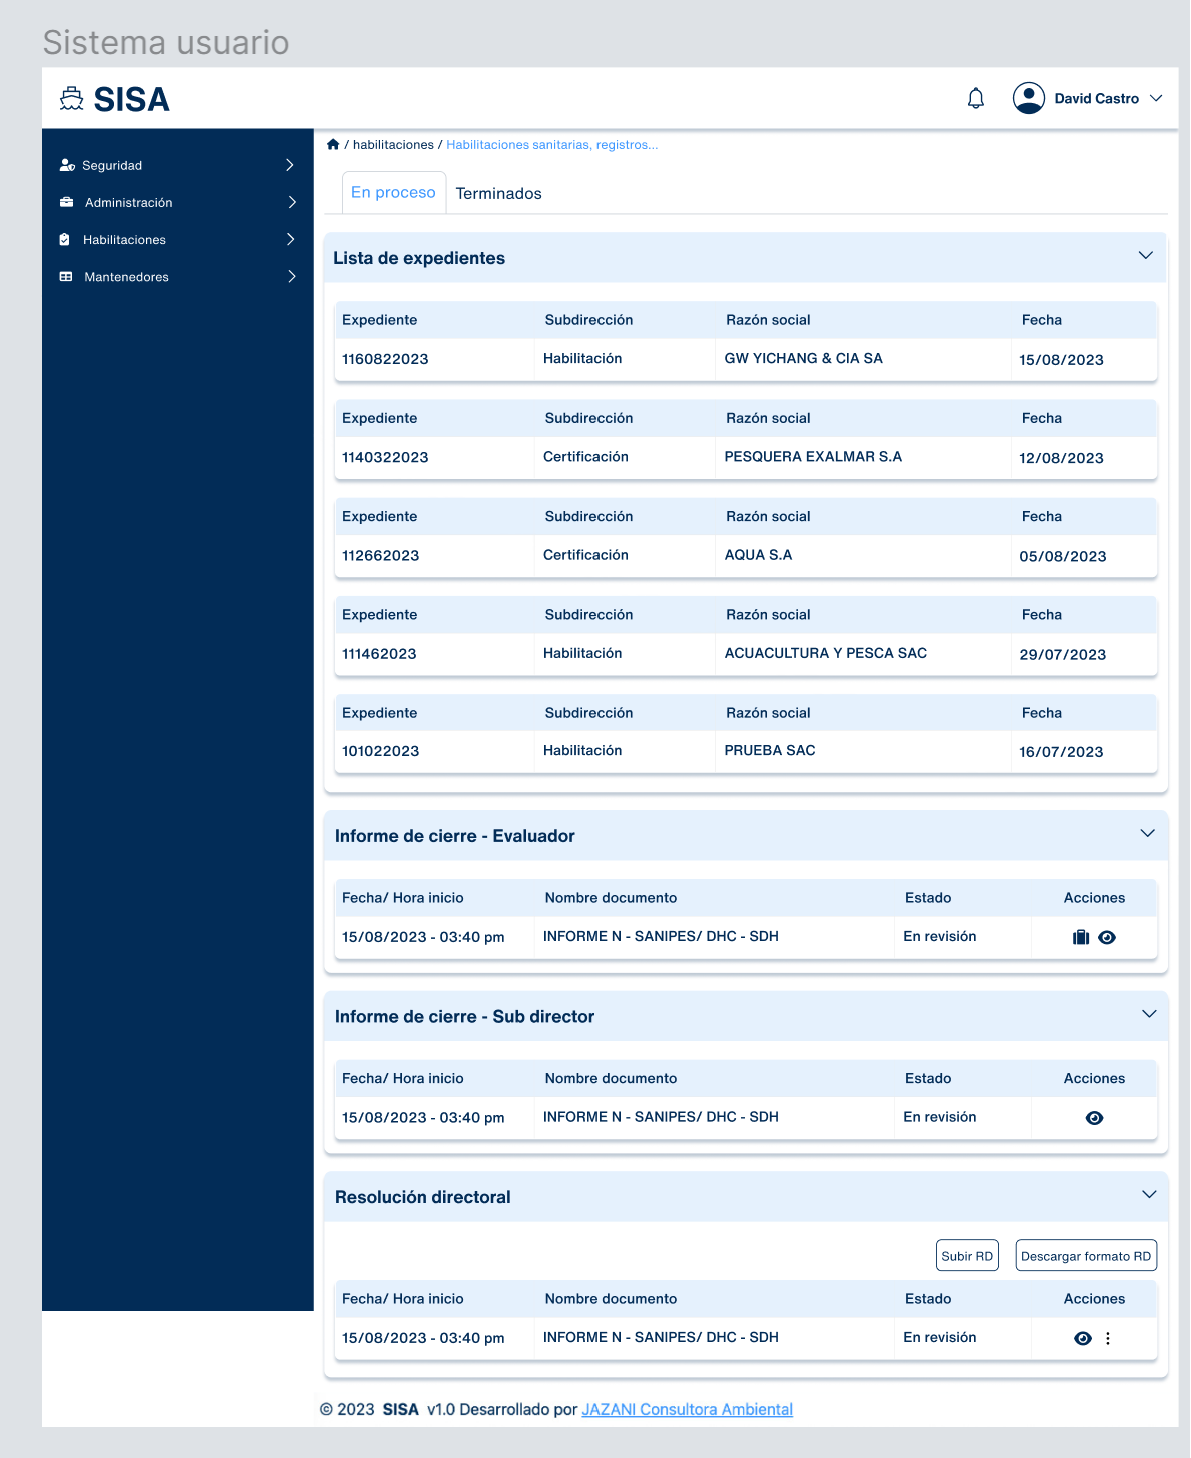 Sistema usuario
SISA
David Castro
/ habilitaciones / Habilitaciones sanitarias, registros...
Seguridad
Administración
Habilitaciones
Mantenedores
En proceso Terminados
Lista de expedientes
Expediente Subdirección Razón social Fecha
1160822023 Habilitación GW YICHANG & CIA SA 15/08/2023
Expediente Subdirección Razón social Fecha
1140322023 Certificación PESQUERA EXALMAR S.A 12/08/2023
Expediente Subdirección Razón social Fecha
112662023 Certificación AQUA S.A 05/08/2023
Expediente Subdirección Razón social Fecha
111462023 Habilitación ACUACULTURA Y PESCA SAC 29/07/2023
Expediente Subdirección Razón social Fecha
101022023 Habilitación PRUEBA SAC 16/07/2023
Informe de cierre - Evaluador
Fecha/ Hora inicio Nombre documento Estado Acciones
15/08/2023 - 03:40 pm INFORME N - SANIPES/ DHC - SDH En revisión
Informe de cierre - Sub director
Fecha/ Hora inicio Nombre documento Estado Acciones
15/08/2023 - 03:40 pm INFORME N - SANIPES/ DHC - SDH En revisión
Resolución directoral
Subir RD Descargar formato RD
Fecha/ Hora inicio Nombre documento Estado Acciones
15/08/2023 - 03:40 pm INFORME N - SANIPES/ DHC - SDH En revisión
© 2023 SISA v1.0 Desarrollado por JAZANI Consultora Ambiental